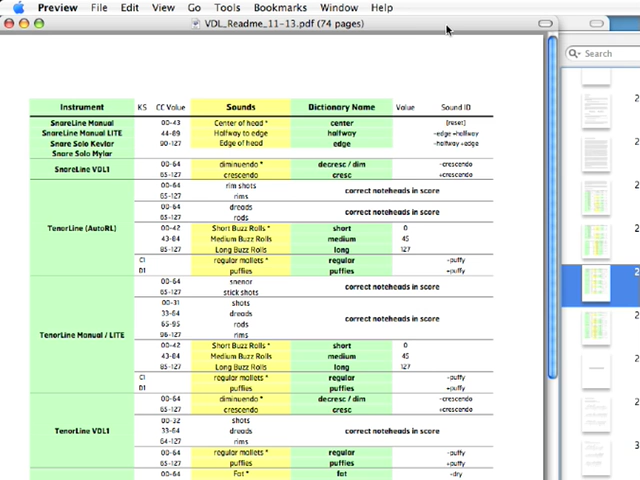 Preview File Edit View Go Tools Bookmarks Window Help
VDL_Readme_11-13.pdf (74 pages)
Search
Instrument KS CC Value Sounds Dictionary Name Value Sound ID
SnareLine Manual 00-43 Center of head * center [reset]
SnareLine Manual LITE 44-89 Halfway to edge halfway -edge +halfway
Snare Solo Kevlar 90-127 Edge of head edge -halfway +edge
Snare Solo Mylar
SnareLine VDL1 00-64 diminuendo * decresc / dim -crescendo
65-127 crescendo cresc +crescendo
TenorLine (AutoRL) 00-64 rim shots correct noteheads in score
65-127 rims
00-64 dreads correct noteheads in score
65-127 rods
00-42 Short Buzz Rolls * short 0
43-84 Medium Buzz Rolls medium 45
85-127 Long Buzz Rolls long 127
C1 regular mallets * regular -puffy
D1 puffies puffies +puffy
TenorLine Manual / LITE 00-64 snenor correct noteheads in score
65-127 stick shots
00-31 shots correct noteheads in score
33-64 dreads
65-95 rods
96-127 rims
00-42 Short Buzz Rolls * short 0
43-84 Medium Buzz Rolls medium 45
85-127 Long Buzz Rolls long 127
C1 regular mallets * regular -puffy
D1 puffies puffies +puffy
TenorLine VDL1 00-64 diminuendo * decresc / dim -crescendo
65-127 crescendo cresc +crescendo
00-32 shots correct noteheads in score
33-64 dreads
64-127 rims
00-64 regular mallets * regular -puffy
65-127 puffies puffies +puffy
00-64 Fat * fat -dry